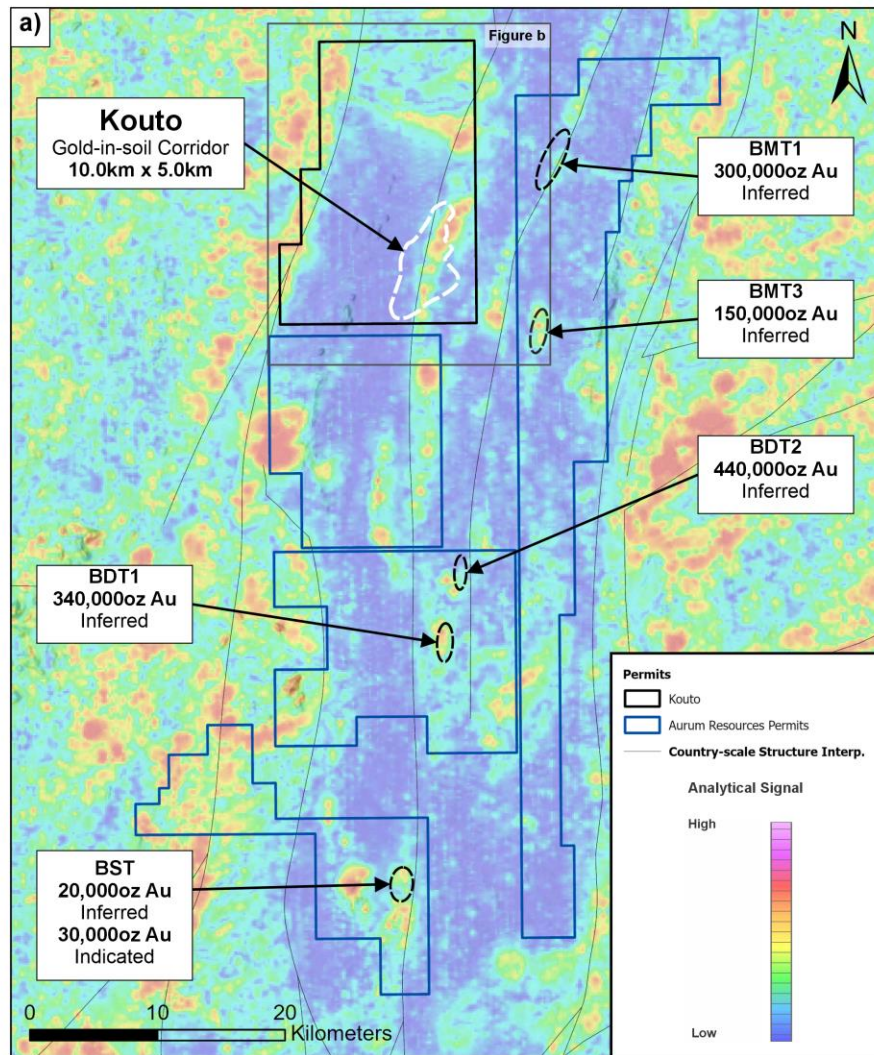 a)
Figure b
N
Kouto
Gold-in-soil Corridor
10.0km x 5.0km
BMT1
300,000oz Au
Inferred
BMT3
150,000oz Au
Inferred
BDT2
440,000oz Au
Inferred
BDT1
340,000oz Au
Inferred
BST
20,000oz Au
Inferred
30,000oz Au
Indicated
Permits
Kouto
Aurum Resources Permits
Country-scale Structure Interp.
Analytical Signal
High
Low
0 10 20
Kilometers